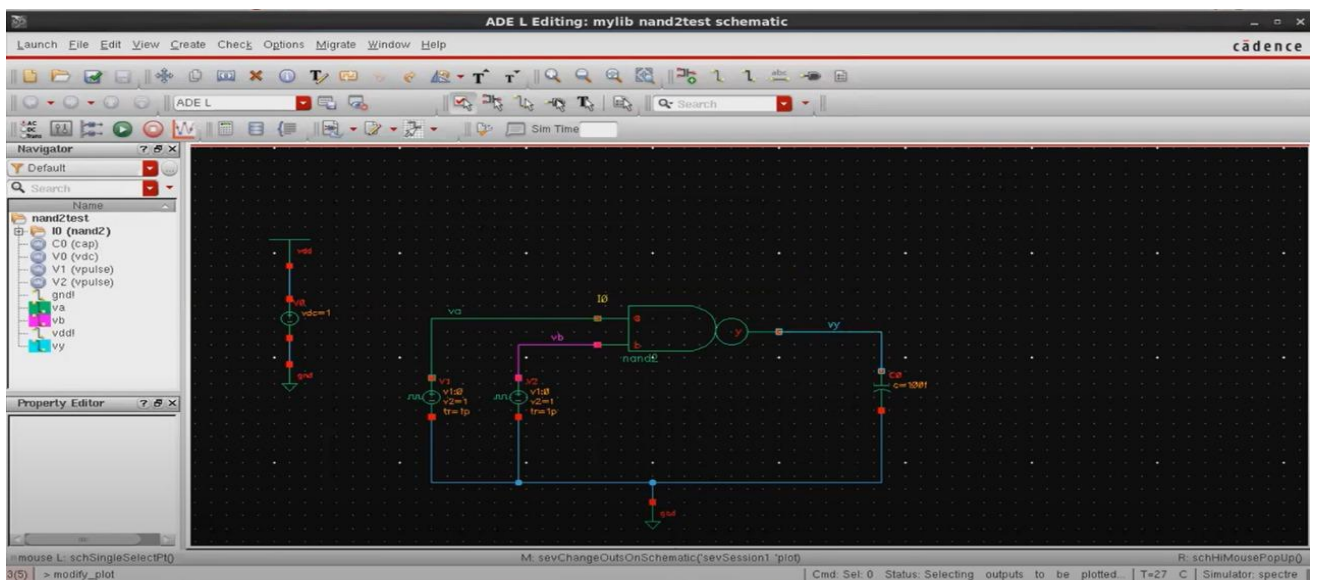 ADE L Editing: mylib nand2test schematic
Launch File Edit View Create Check Options Migrate Window Help
cādence
ADE L
Search
Sim Time
Navigator
Default
Search
Name
nand2test
I0 (nand2)
C0 (cap)
V0 (vdc)
V1 (vpulse)
V2 (vpulse)
gnd!
va
vb
vdd!
vy
Property Editor
vdd
V0
vdc=1
gnd
va
vb
I0
a
b
y
nand2
vy
V1
v1:0
v2=1
tr=1p
V2
v1:0
v2=1
tr=1p
C0
c=100f
gnd
mouse L: schSingleSelectPt()
M: sevChangeOutsOnSchematic('sevSession1 'plot)
R: schHiMousePopUp()
3(5) > modify_plot
Cmd: Sel: 0 Status: Selecting outputs to be plotted... T=27 C Simulator: spectre